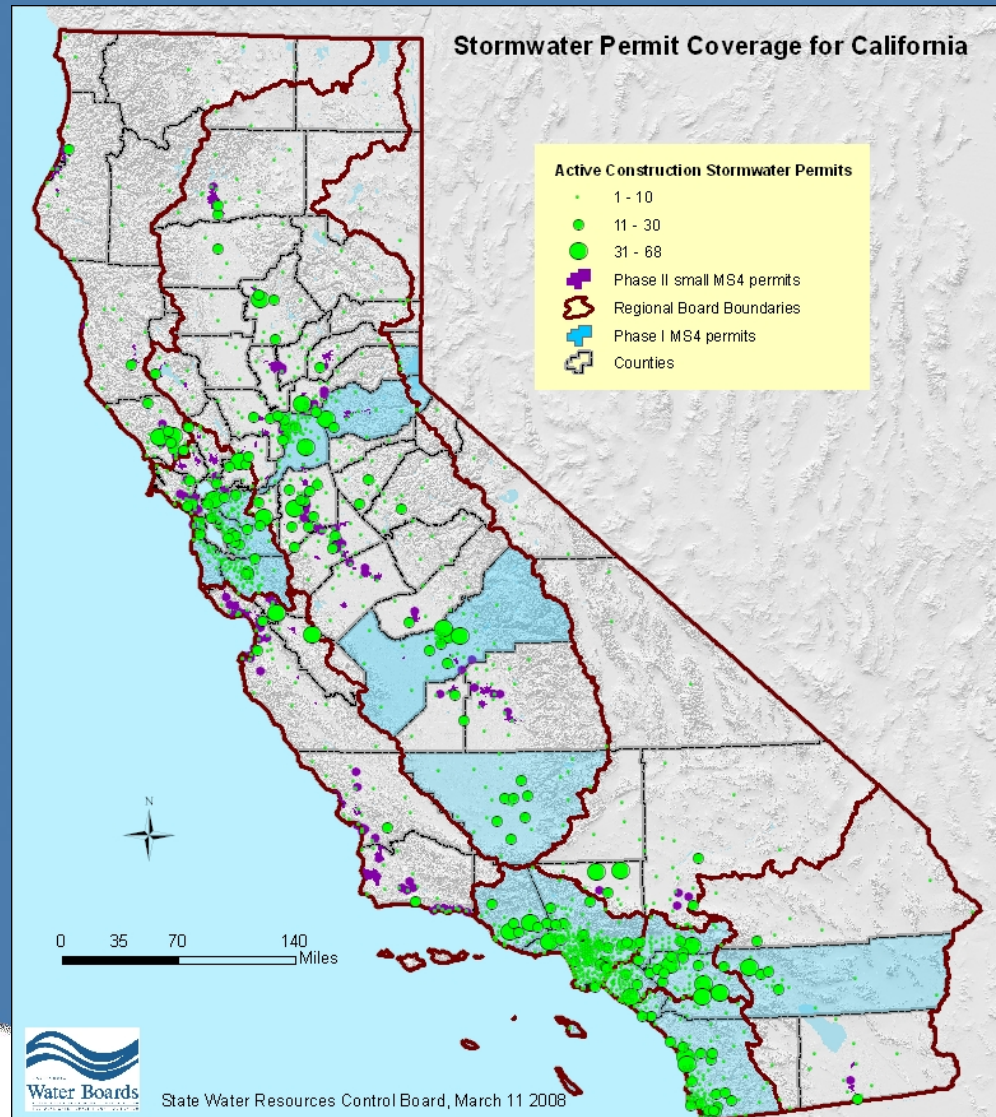 Stormwater Permit Coverage for California
Active Construction Stormwater Permits
1 - 10
11 - 30
31 - 68
Phase II small MS4 permits
Regional Board Boundaries
Phase I MS4 permits
Counties
N
0 35 70 140
Miles
Water Boards
State Water Resources Control Board, March 11 2008